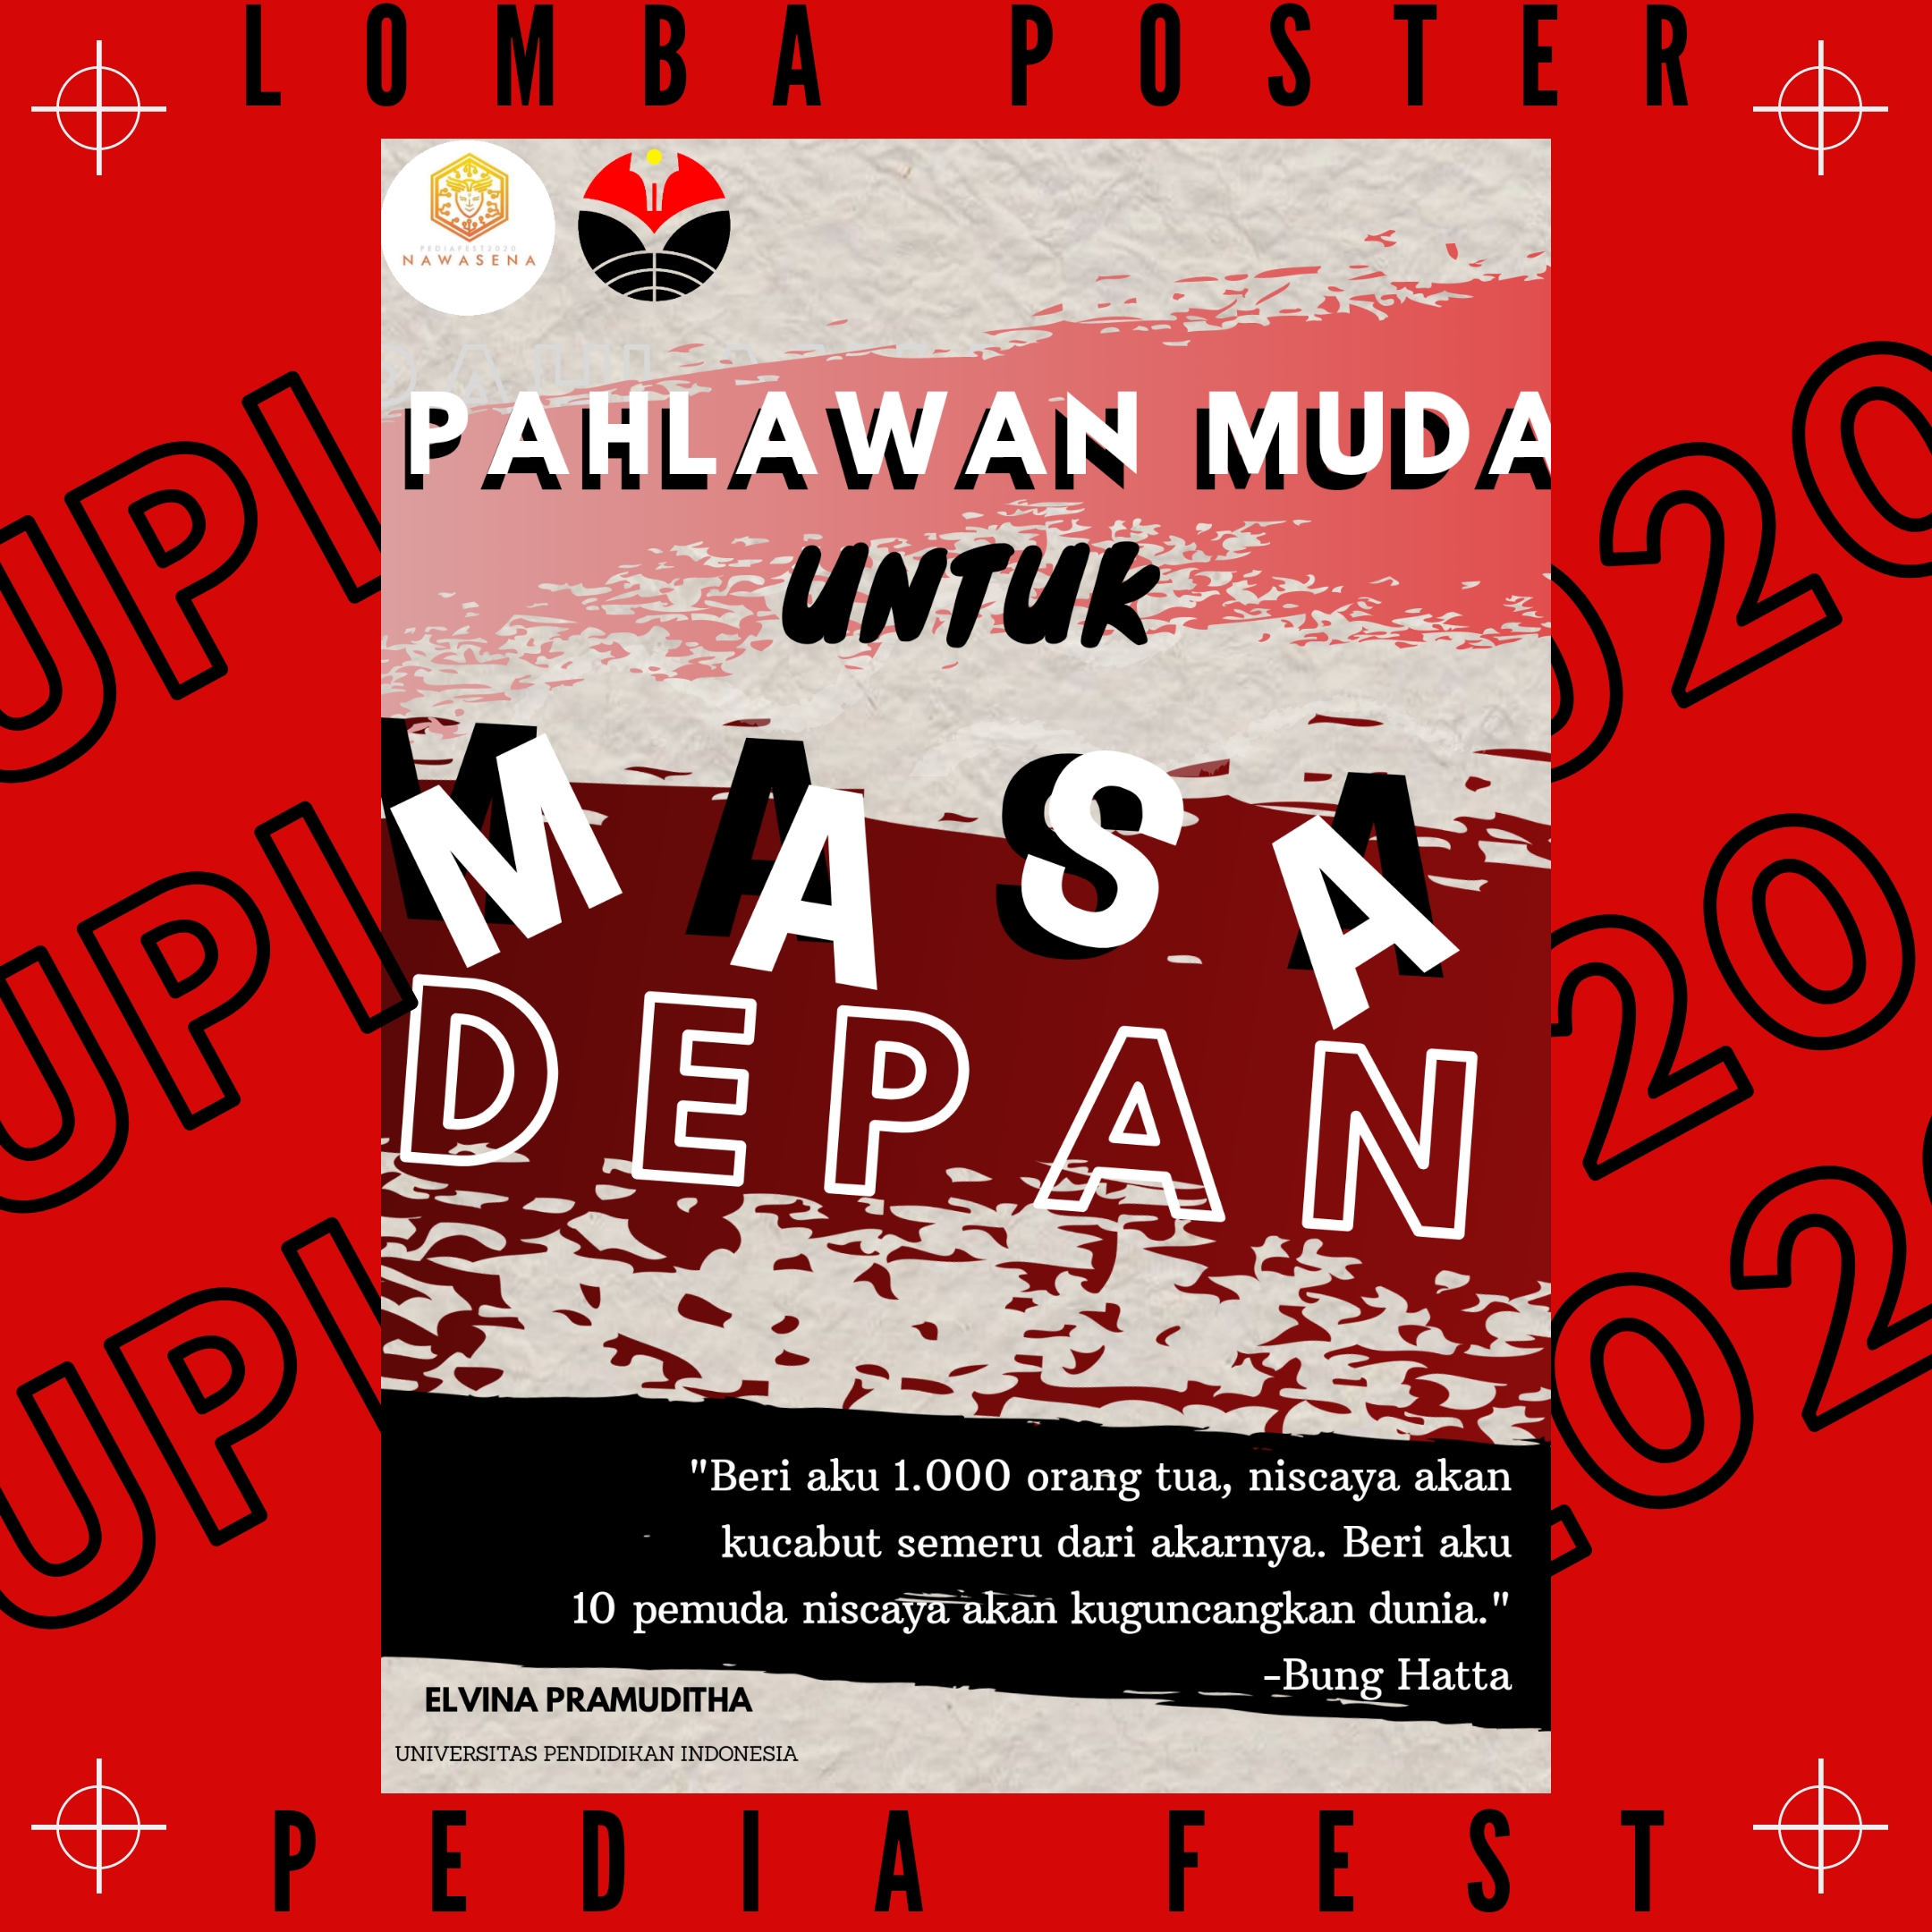 LOMBA POSTER
PEDIAFEST2020
NAWASENA
PAHLAWAN MUDA
UNTUK
MASA
DEPAN
UPI
2020
UPI
2020
UPI
202
"Beri aku 1.000 orang tua, niscaya akan
kucabut semeru dari akarnya. Beri aku
10 pemuda niscaya akan kuguncangkan dunia."
-Bung Hatta
ELVINA PRAMUDITHA
UNIVERSITAS PENDIDIKAN INDONESIA
PEDIA FEST